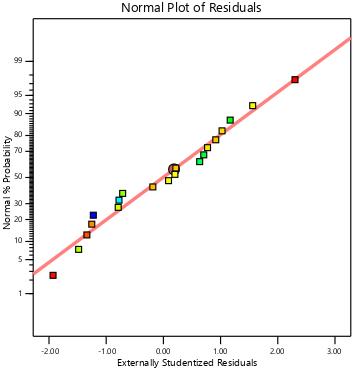 Normal Plot of Residuals
Normal % Probability
99
95
90
80
70
50
30
20
10
5
1
-2.00 -1.00 0.00 1.00 2.00 3.00
Externally Studentized Residuals